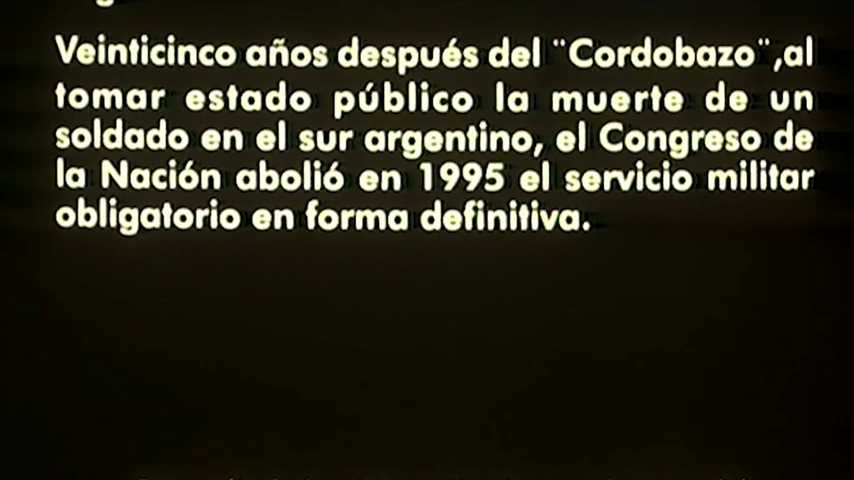 Veinticinco años después del ¨Cordobazo¨,al
tomar estado público la muerte de un
soldado en el sur argentino, el Congreso de
la Nación abolió en 1995 el servicio militar
obligatorio en forma definitiva.